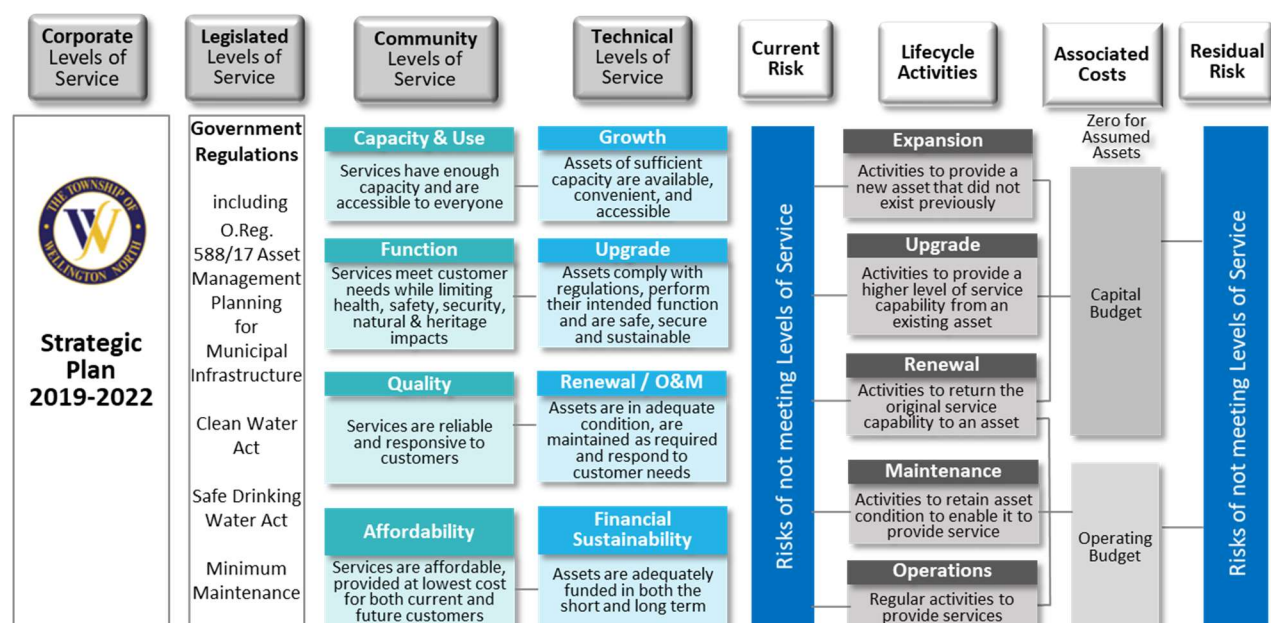 Corporate
Levels of
Service
Legislated
Levels of
Service
Community
Levels of
Service
Technical
Levels of
Service
Current
Risk
Lifecycle
Activities
Associated
Costs
Residual
Risk
THE TOWNSHIP OF
WELLINGTON NORTH
Strategic
Plan
2019-2022
Government
Regulations
including
O.Reg.
588/17 Asset
Management
Planning
for
Municipal
Infrastructure
Clean Water
Act
Safe Drinking
Water Act
Minimum
Maintenance
Capacity & Use
Services have enough
capacity and are
accessible to everyone
Function
Services meet customer
needs while limiting
health, safety, security,
natural & heritage
impacts
Quality
Services are reliable
and responsive to
customers
Affordability
Services are affordable,
provided at lowest cost
for both current and
future customers
Growth
Assets of sufficient
capacity are available,
convenient, and
accessible
Upgrade
Assets comply with
regulations, perform
their intended function
and are safe, secure
and sustainable
Renewal / O&M
Assets are in adequate
condition, are
maintained as required
and respond to
customer needs
Financial
Sustainability
Assets are adequately
funded in both the
short and long term
Risks of not meeting Levels of Service
Expansion
Activities to provide a
new asset that did not
exist previously
Upgrade
Activities to provide a
higher level of service
capability from an
existing asset
Renewal
Activities to return the
original service
capability to an asset
Maintenance
Activities to retain asset
condition to enable it to
provide service
Operations
Regular activities to
provide services
Zero for
Assumed
Assets
Capital
Budget
Operating
Budget
Risks of not meeting Levels of Service